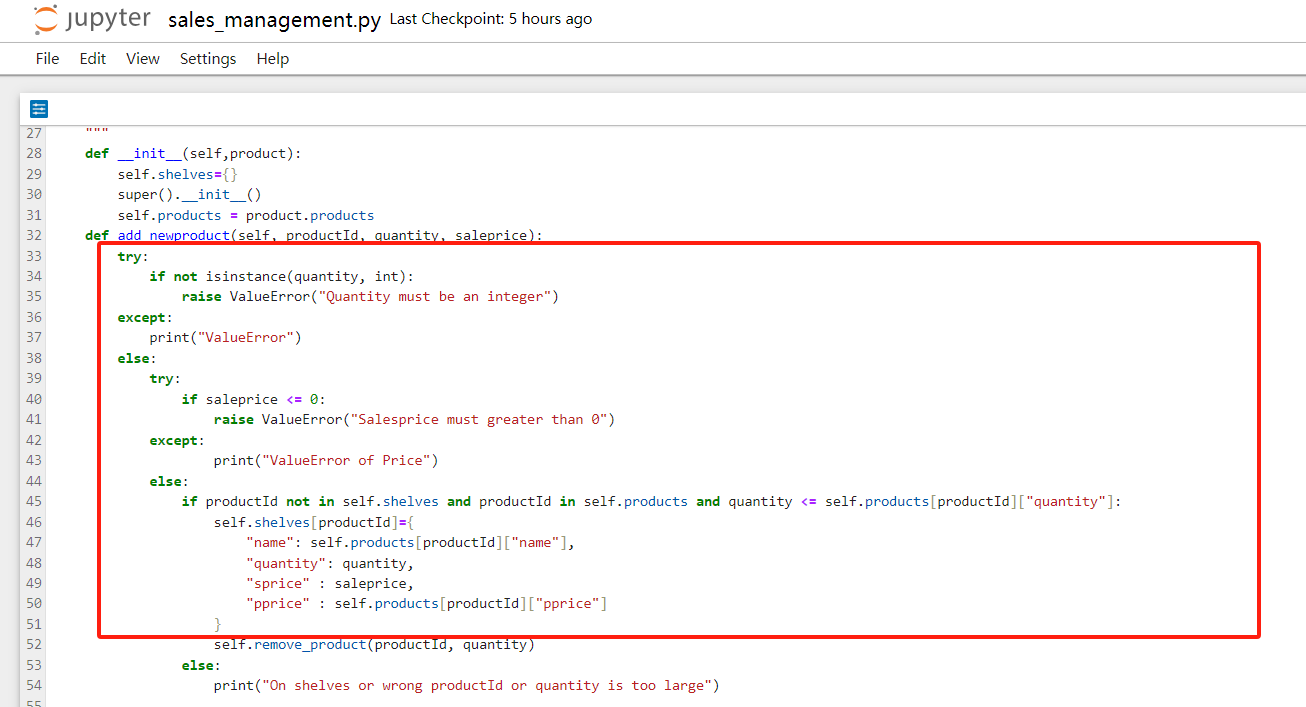 jupyter sales_management.py Last Checkpoint: 5 hours ago
File Edit View Settings Help
27     """
28     def __init__(self,product):
29         self.shelves={}
30         super().__init__()
31         self.products = product.products
32     def add_newproduct(self, productId, quantity, saleprice):
33         try:
34             if not isinstance(quantity, int):
35                 raise ValueError("Quantity must be an integer")
36         except:
37             print("ValueError")
38         else:
39             try:
40                 if saleprice <= 0:
41                     raise ValueError("Salesprice must greater than 0")
42             except:
43                     print("ValueError of Price")
44             else:
45                 if productId not in self.shelves and productId in self.products and quantity <= self.products[productId]["quantity"]:
46                     self.shelves[productId]={
47                         "name": self.products[productId]["name"],
48                         "quantity": quantity,
49                         "sprice" : saleprice,
50                         "pprice" : self.products[productId]["pprice"]
51                     }
52                     self.remove_product(productId, quantity)
53                 else:
54                     print("On shelves or wrong productId or quantity is too large")
55